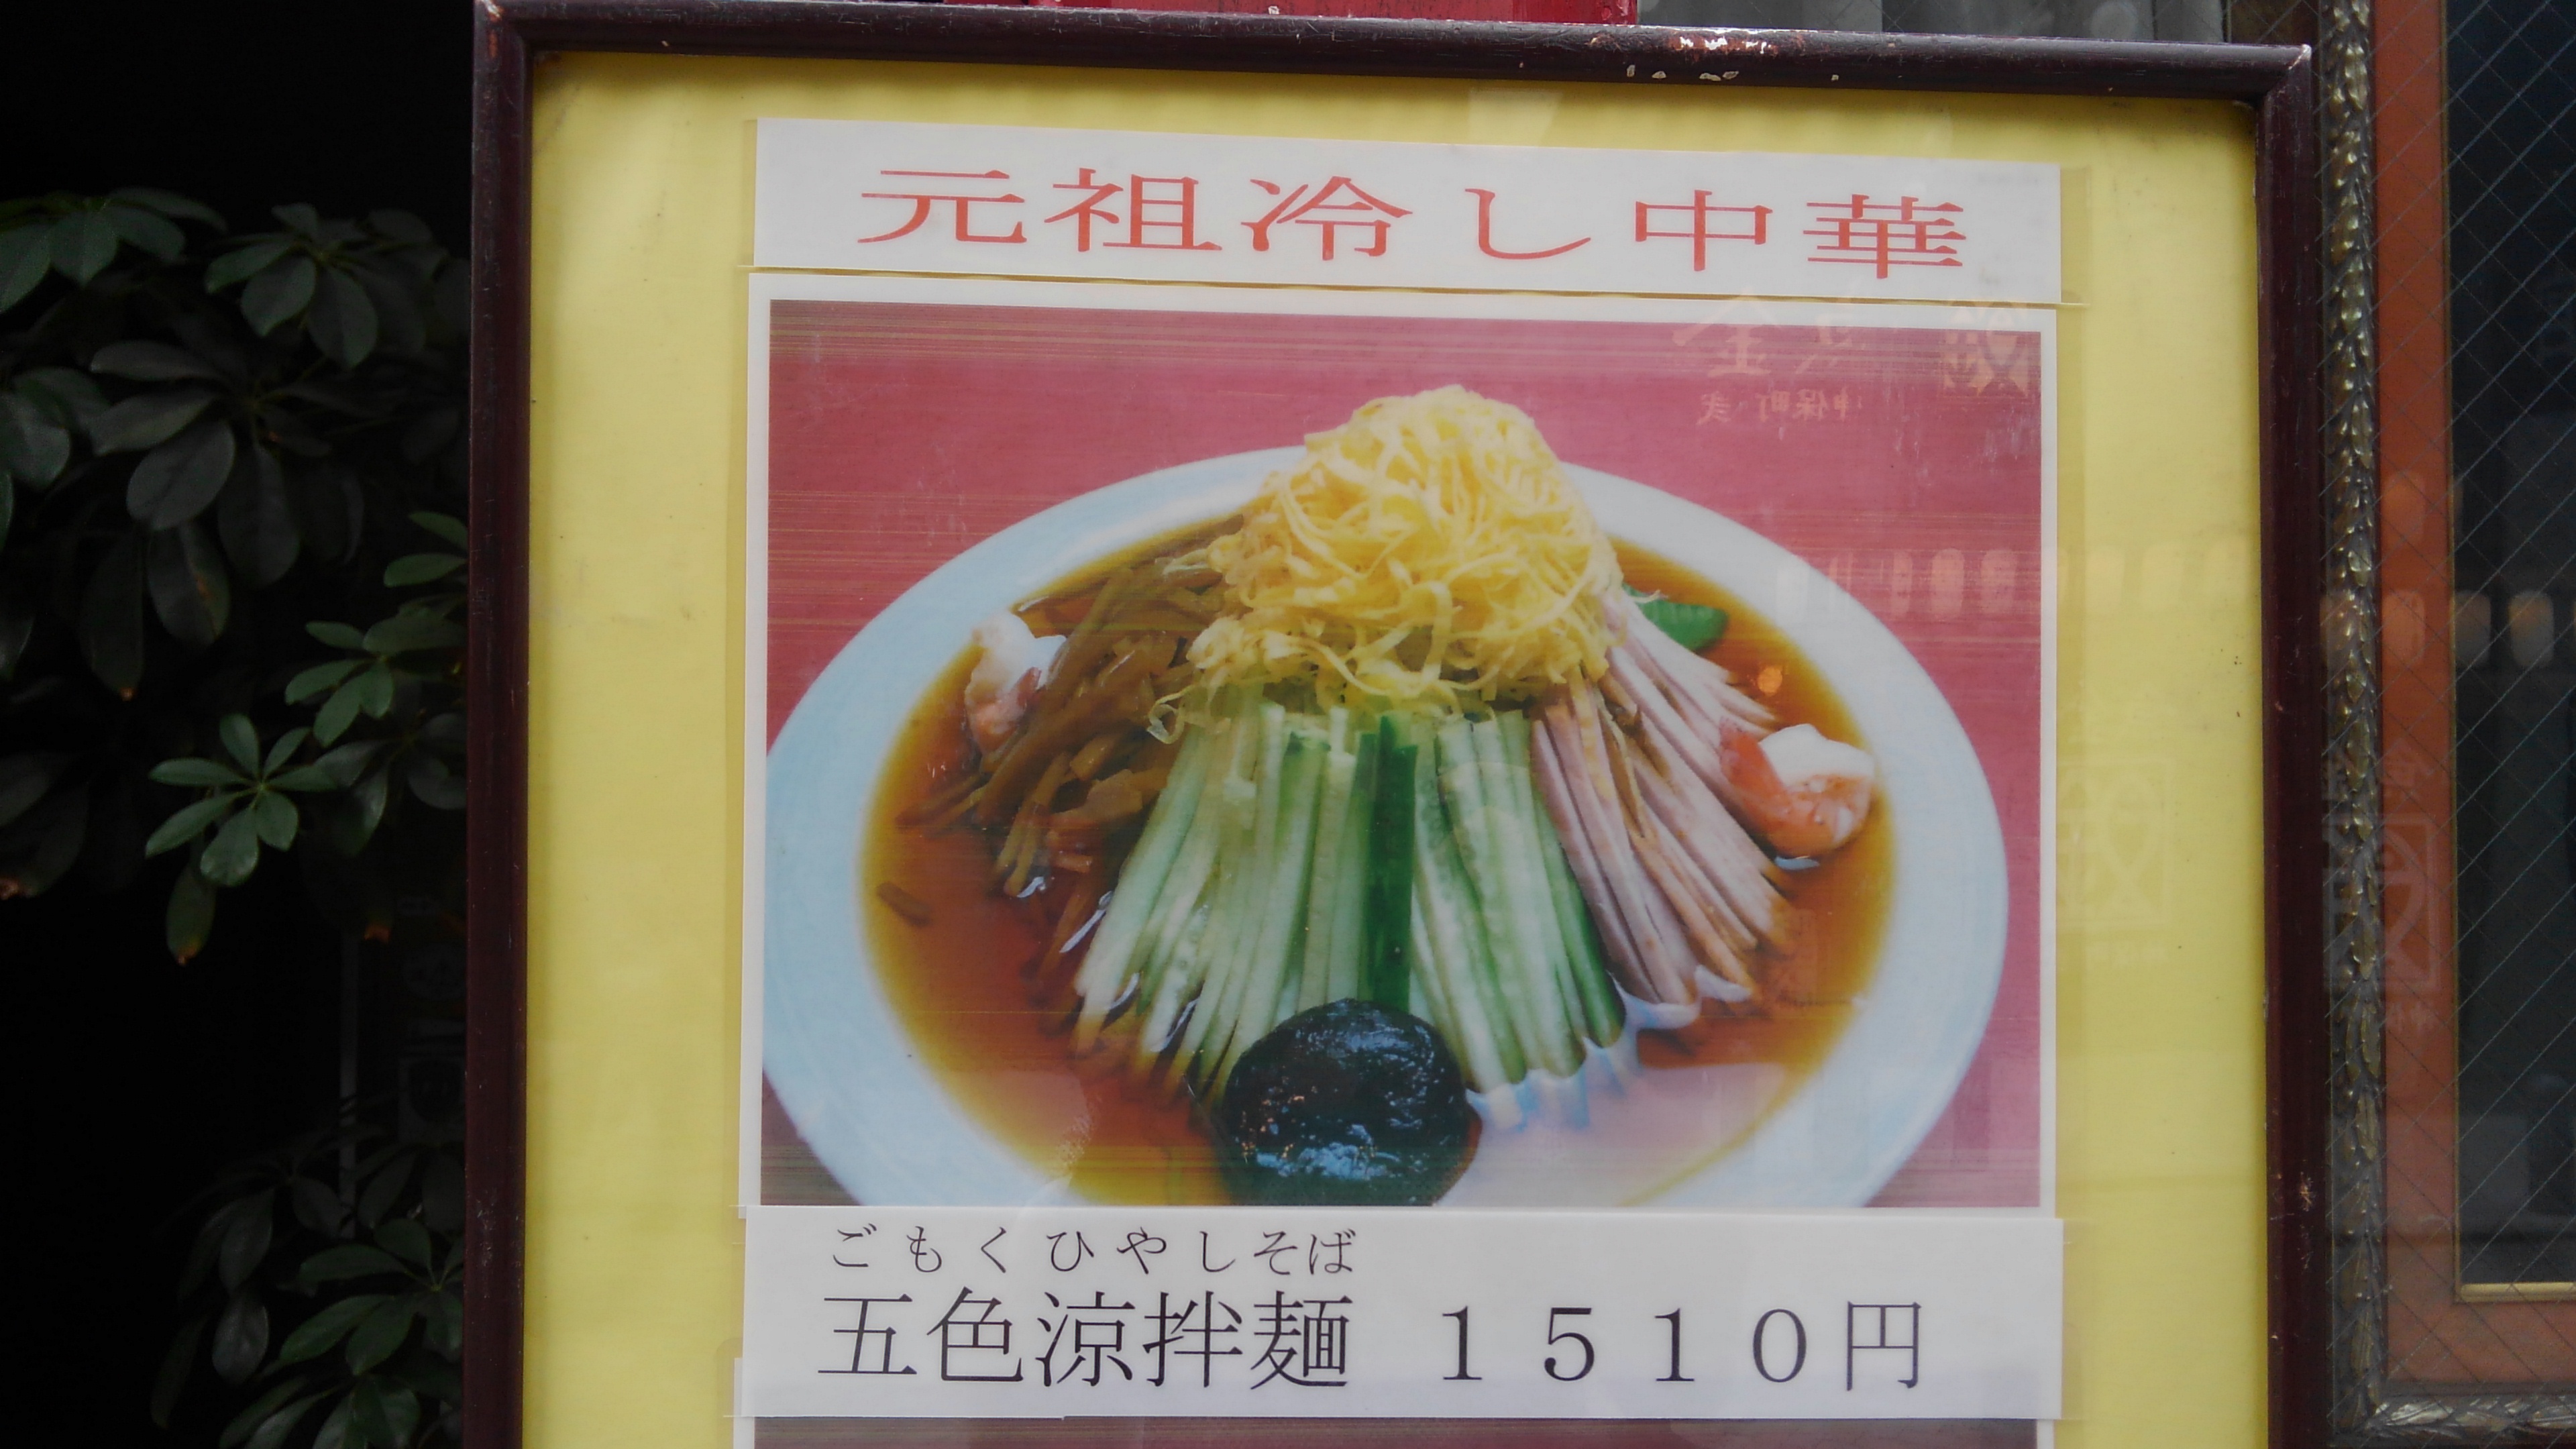 元祖冷し中華
ごもくひやしそば
五色涼拌麺 １５１０円